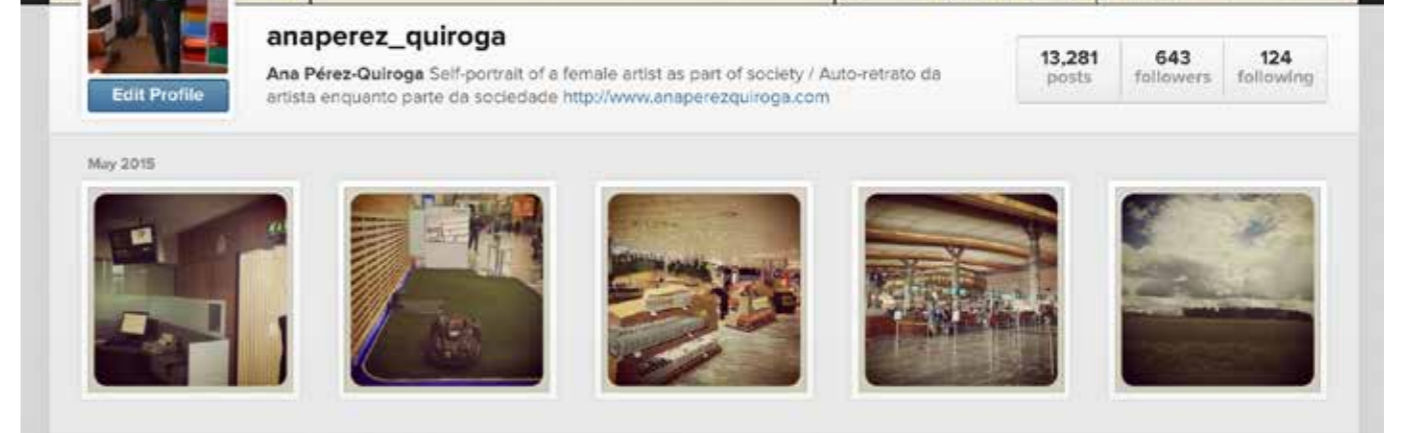 anaperez_quiroga
Ana Pérez-Quiroga Self-portrait of a female artist as part of society / Auto-retrato da
artista enquanto parte da sociedade http://www.anaperezquiroga.com
13,281 posts
643 followers
124 following
Edit Profile
May 2015